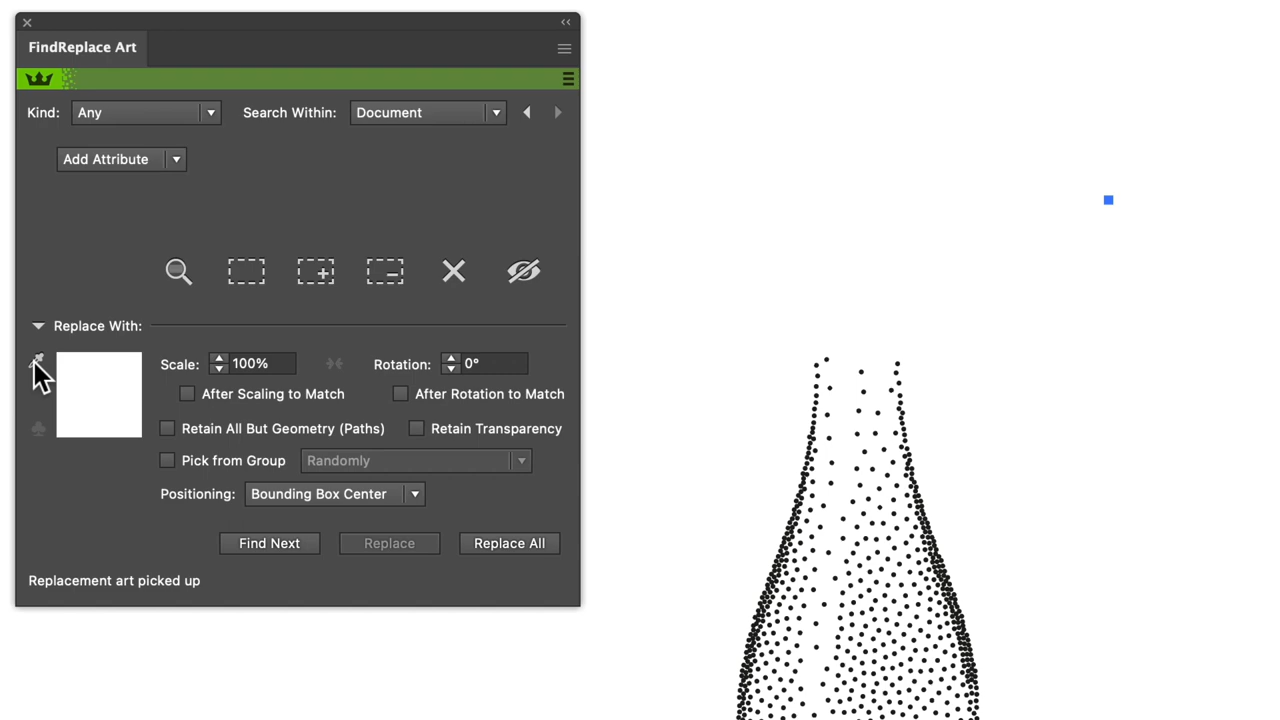 FindReplace Art
Kind: Any Search Within: Document
Add Attribute
Replace With:
Scale: 100% Rotation: 0°
After Scaling to Match After Rotation to Match
Retain All But Geometry (Paths) Retain Transparency
Pick from Group Randomly
Positioning: Bounding Box Center
Find Next Replace Replace All
Replacement art picked up